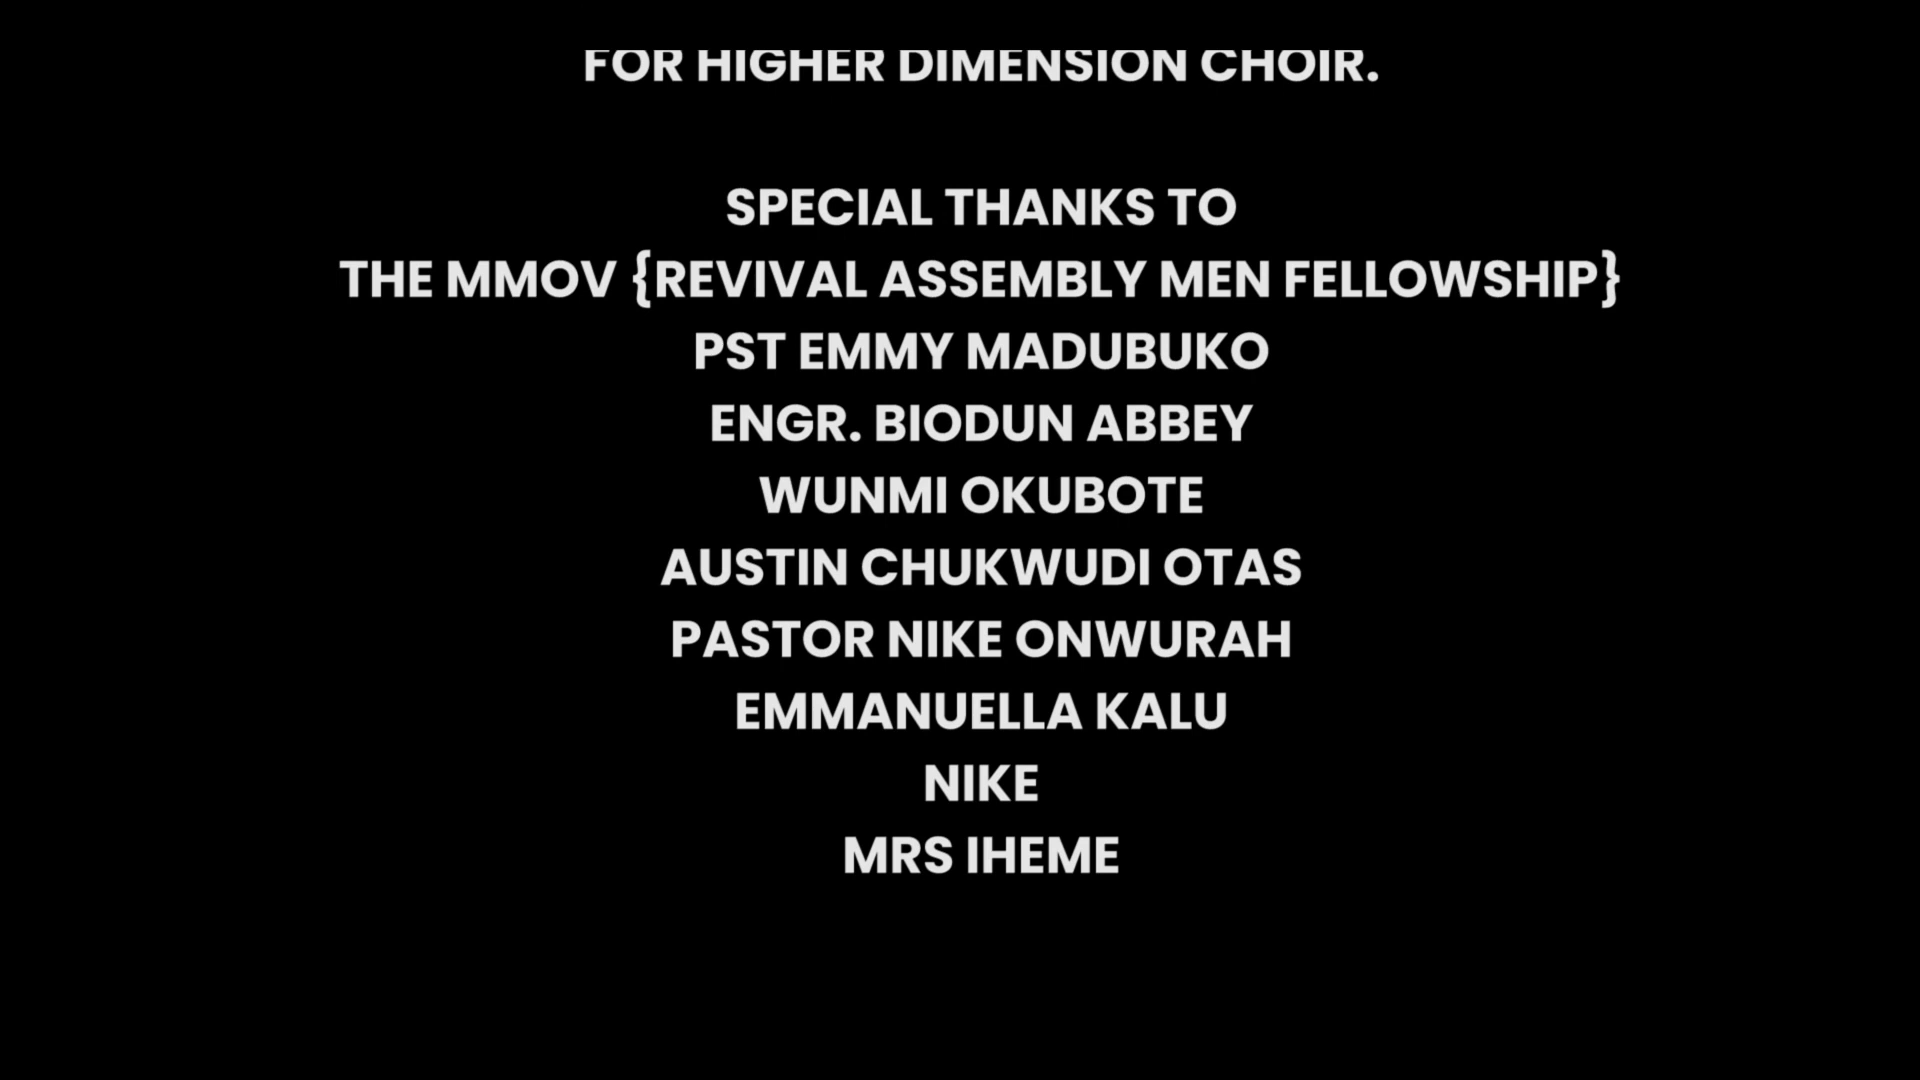 FOR HIGHER DIMENSION CHOIR.
SPECIAL THANKS TO
THE MMOV {REVIVAL ASSEMBLY MEN FELLOWSHIP}
PST EMMY MADUBUKO
ENGR. BIODUN ABBEY
WUNMI OKUBOTE
AUSTIN CHUKWUDI OTAS
PASTOR NIKE ONWURAH
EMMANUELLA KALU
NIKE
MRS IHEME